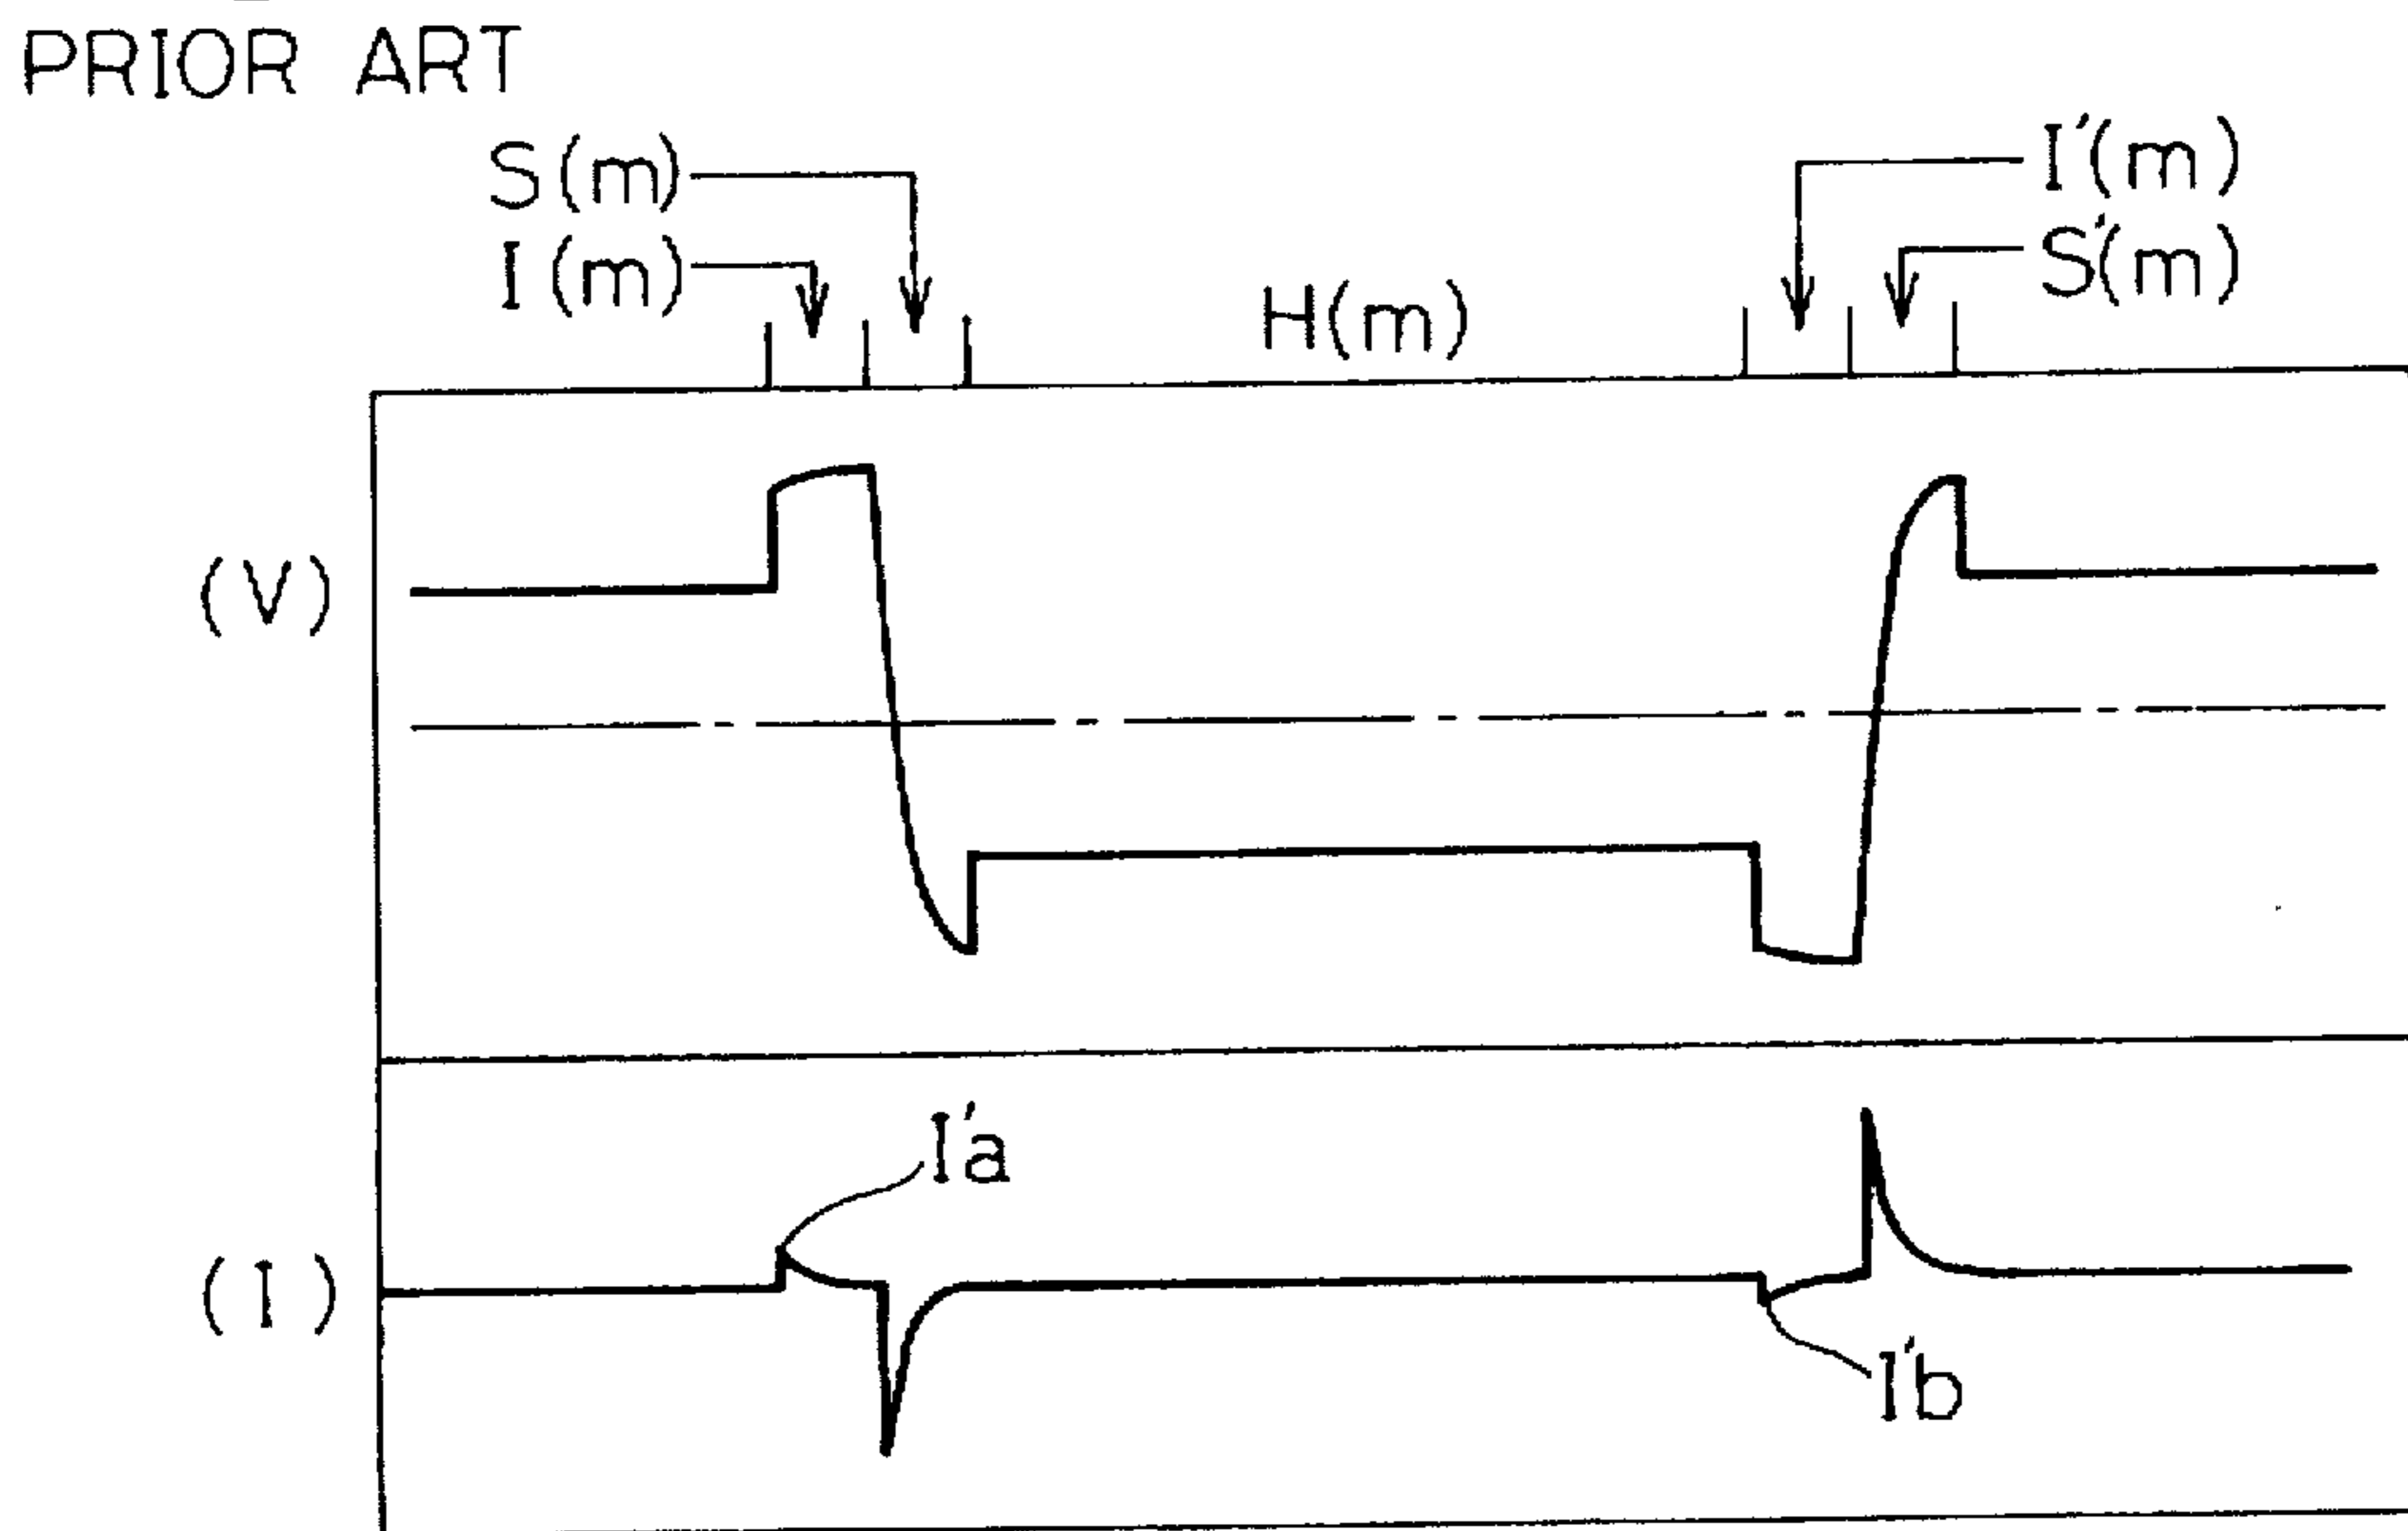 PRIOR ART
S(m)
I(m)
H(m)
I'(m)
S'(m)
(V)
I'a
(I)
I'b